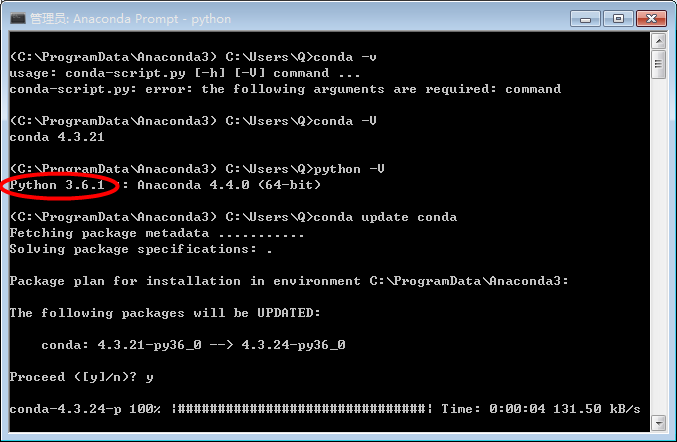 管理员: Anaconda Prompt - python
(C:\ProgramData\Anaconda3) C:\Users\Q>conda -v
usage: conda-script.py [-h] [-V] command ...
conda-script.py: error: the following arguments are required: command
(C:\ProgramData\Anaconda3) C:\Users\Q>conda -V
conda 4.3.21
(C:\ProgramData\Anaconda3) C:\Users\Q>python -V
Python 3.6.1 :: Anaconda 4.4.0 (64-bit)
(C:\ProgramData\Anaconda3) C:\Users\Q>conda update conda
Fetching package metadata ...........
Solving package specifications: .
Package plan for installation in environment C:\ProgramData\Anaconda3:
The following packages will be UPDATED:
conda: 4.3.21-py36_0 --> 4.3.24-py36_0
Proceed ([y]/n)? y
conda-4.3.24-p 100% |###############################| Time: 0:00:04 131.50 kB/s